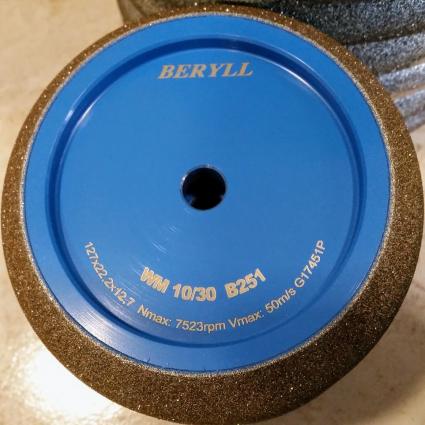 BERYLL
WM 10/30 B251
127x22,2x12,7 Nmax: 7523rpm Vmax: 50m/s G17451P